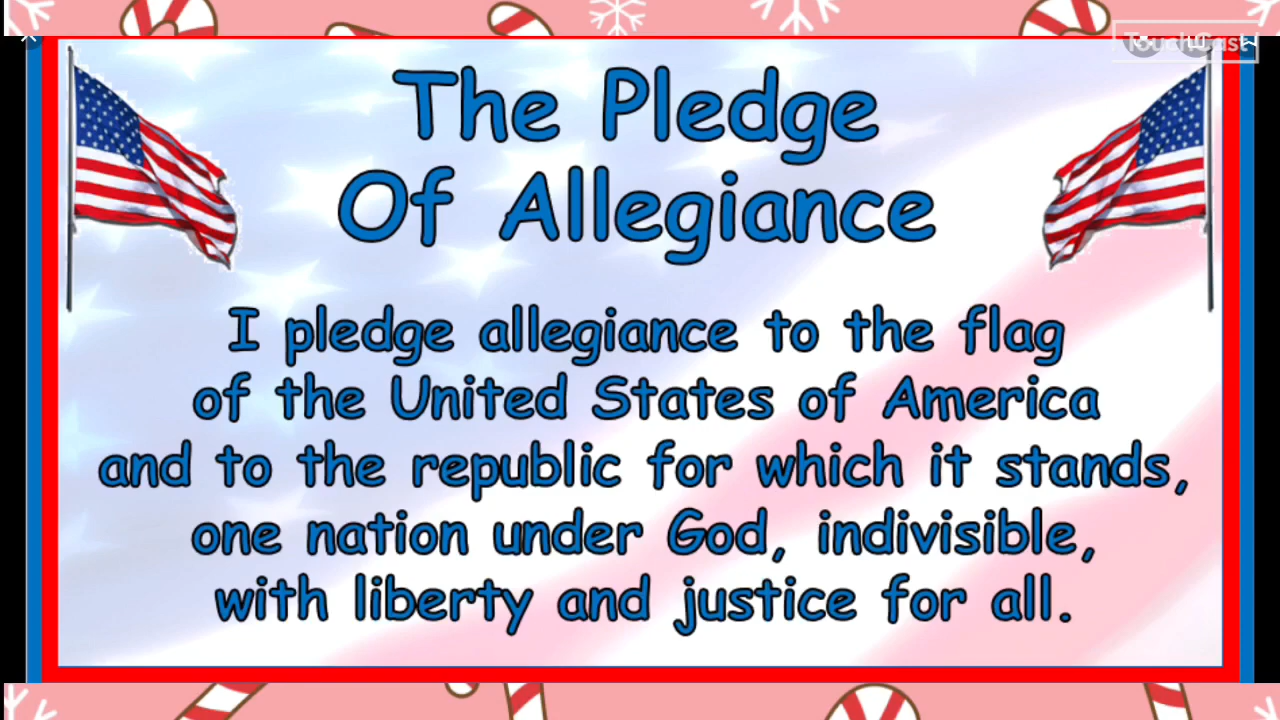 TouchCast
The Pledge
Of Allegiance
I pledge allegiance to the flag
of the United States of America
and to the republic for which it stands,
one nation under God, indivisible,
with liberty and justice for all.